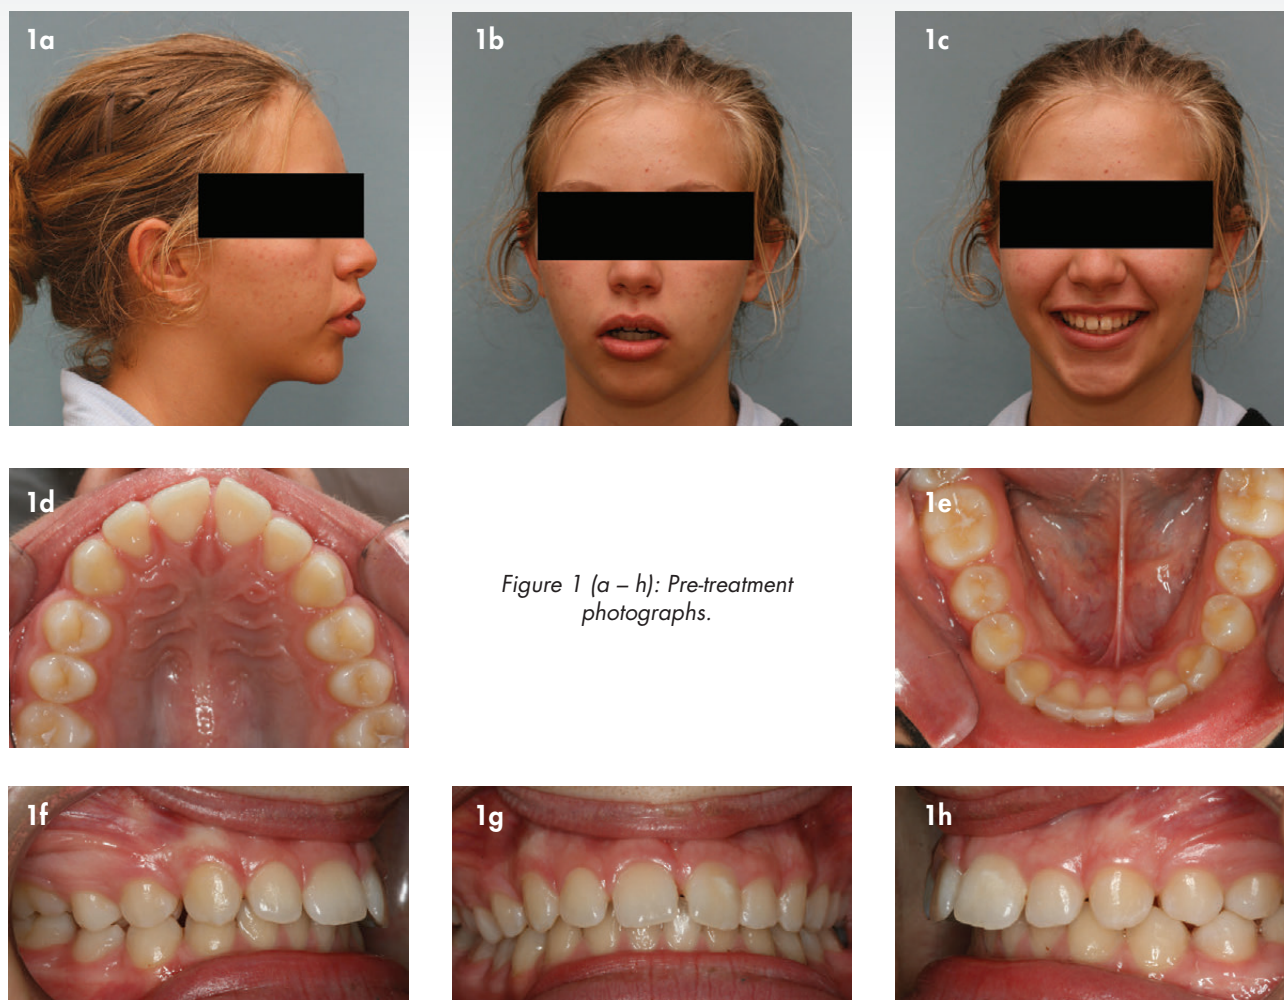 1a
1b
1c
1d
1e
Figure 1 (a – h): Pre-treatment
photographs.
1f
1g
1h